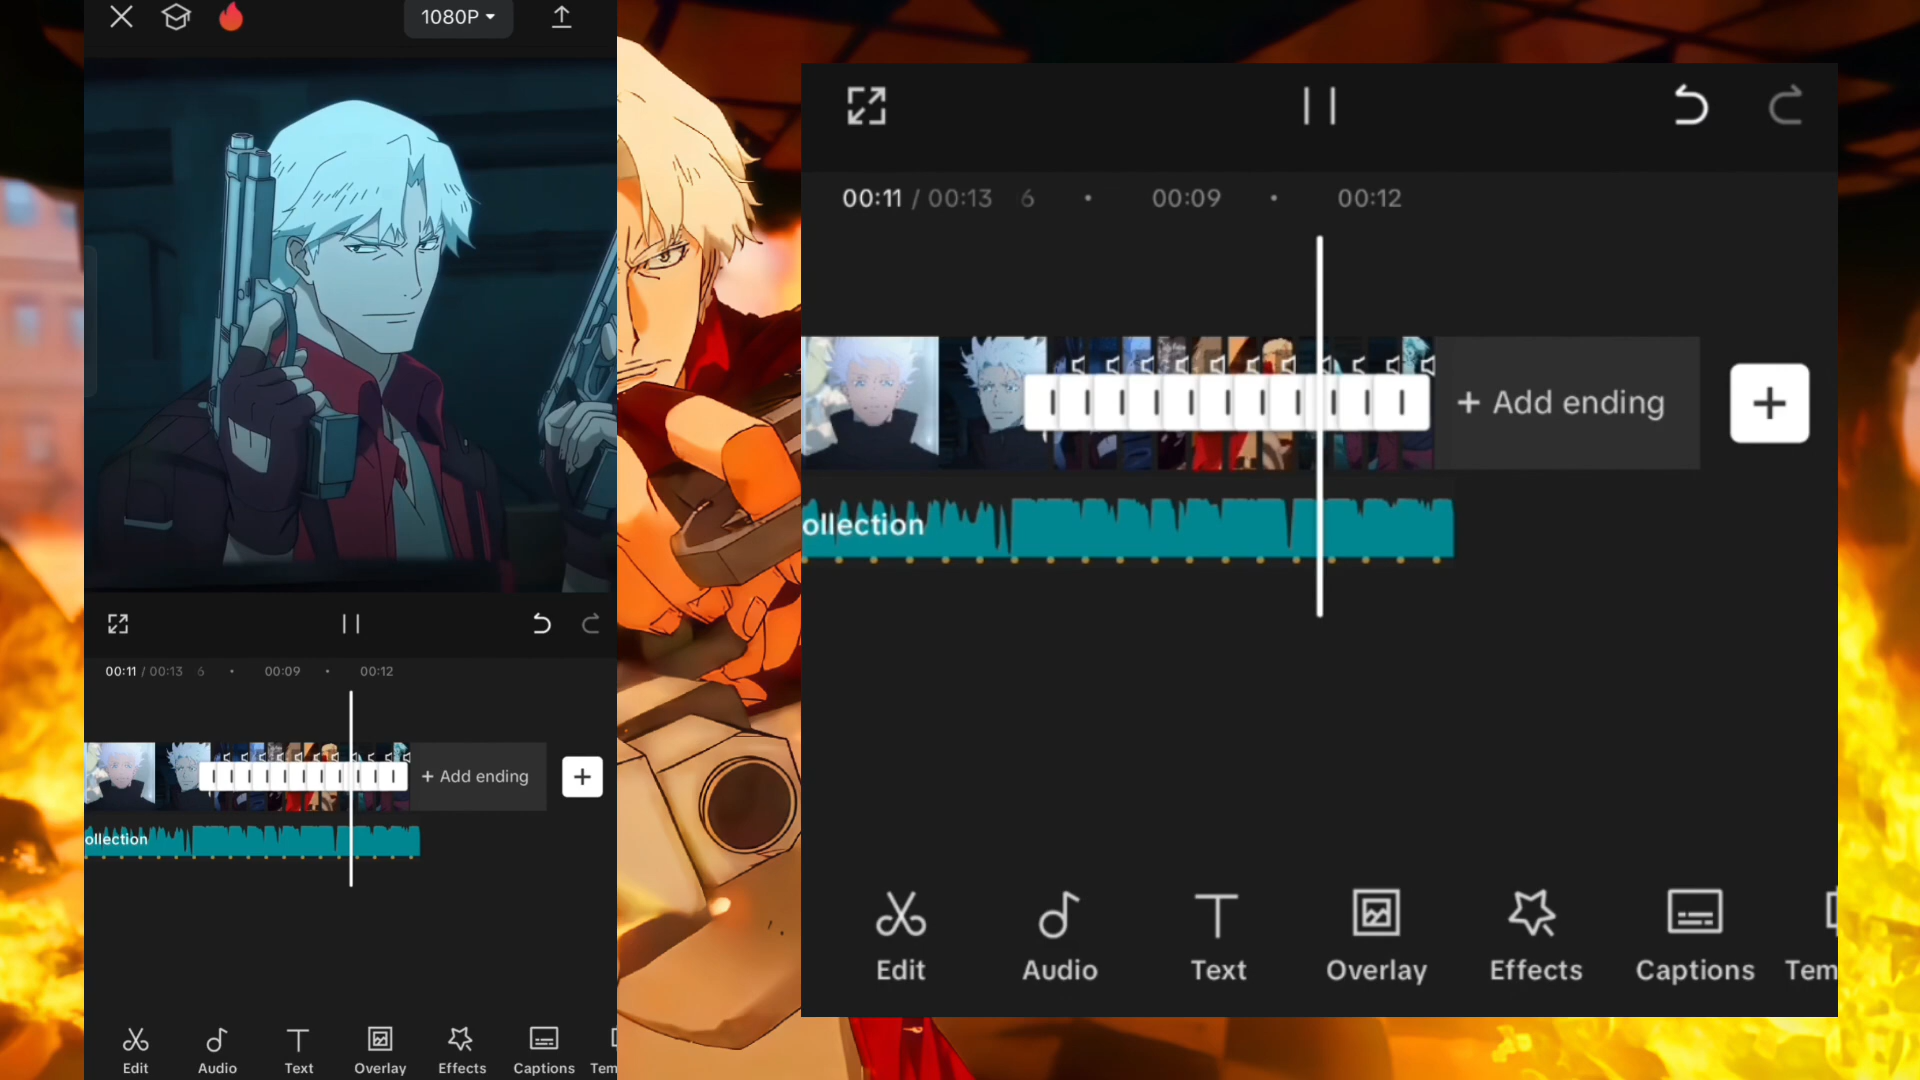 1080P
00:11 / 00:13 6 00:09 00:12
+ Add ending
ollection
Edit Audio Text Overlay Effects Captions Tem
00:11 / 00:13 6 00:09 00:12
+ Add ending
ollection
Edit Audio Text Overlay Effects Captions Tem